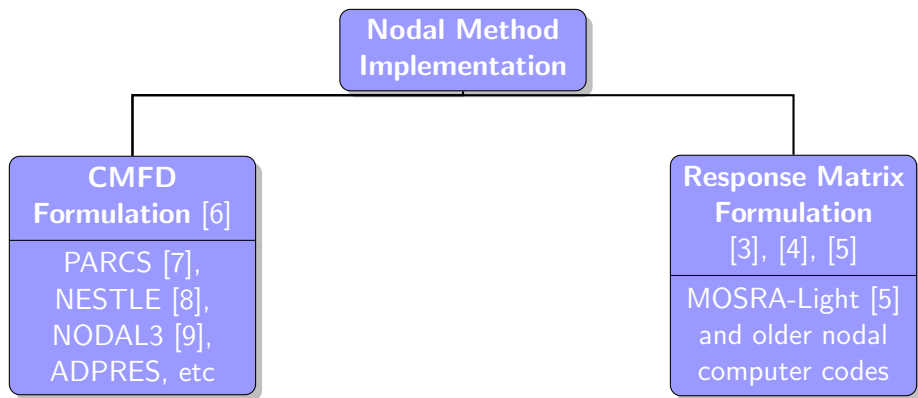 Nodal Method
Implementation
CMFD
Formulation [6]
PARCS [7],
NESTLE [8],
NODAL3 [9],
ADPRES, etc
Response Matrix
Formulation
[3], [4], [5]
MOSRA-Light [5]
and older nodal
computer codes